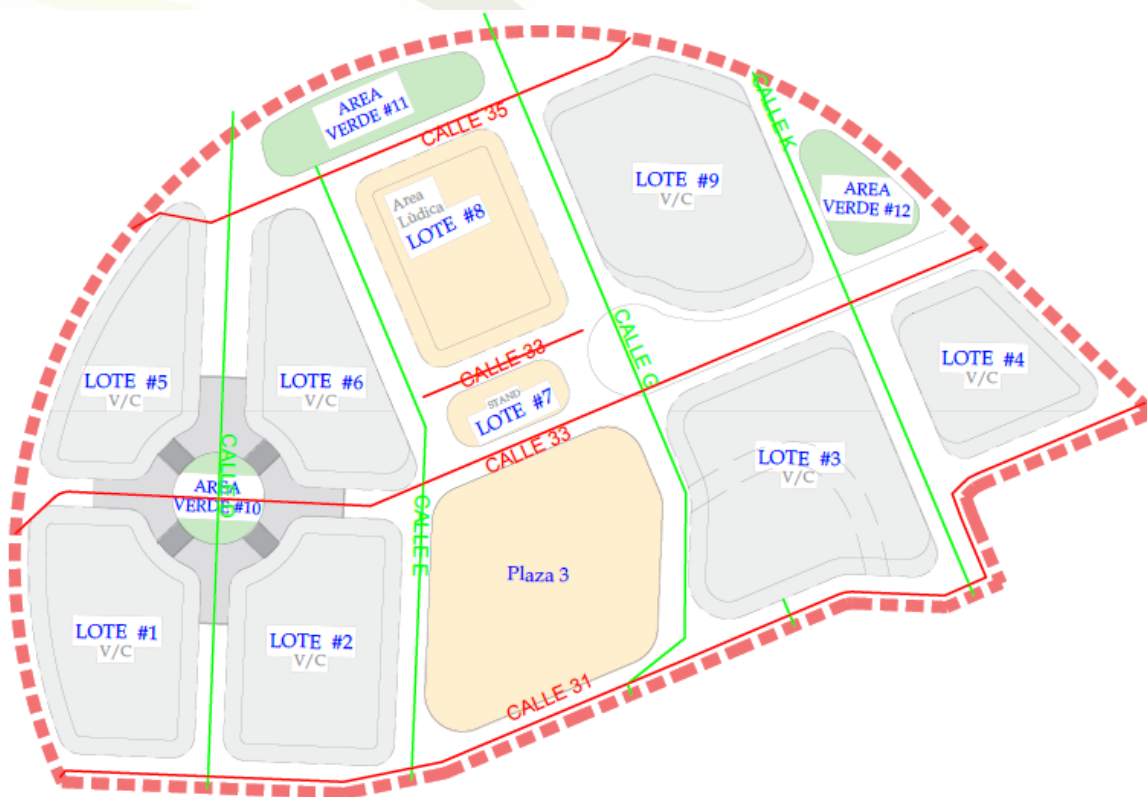 AREA
VERDE #11
CALLE 35
CALLE K
Area
Lùdica
LOTE #8
LOTE #9
V/C
AREA
VERDE #12
CALLE G
CALLE 33
LOTE #5
V/C
LOTE #6
V/C
STAND
LOTE #7
LOTE #4
V/C
CALLE 33
CALLE D
AREA
VERDE #10
CALLE E
LOTE #3
V/C
Plaza 3
LOTE #1
V/C
LOTE #2
V/C
CALLE 31